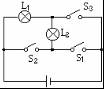 L₁ S₃
L₂
S₂ S₁